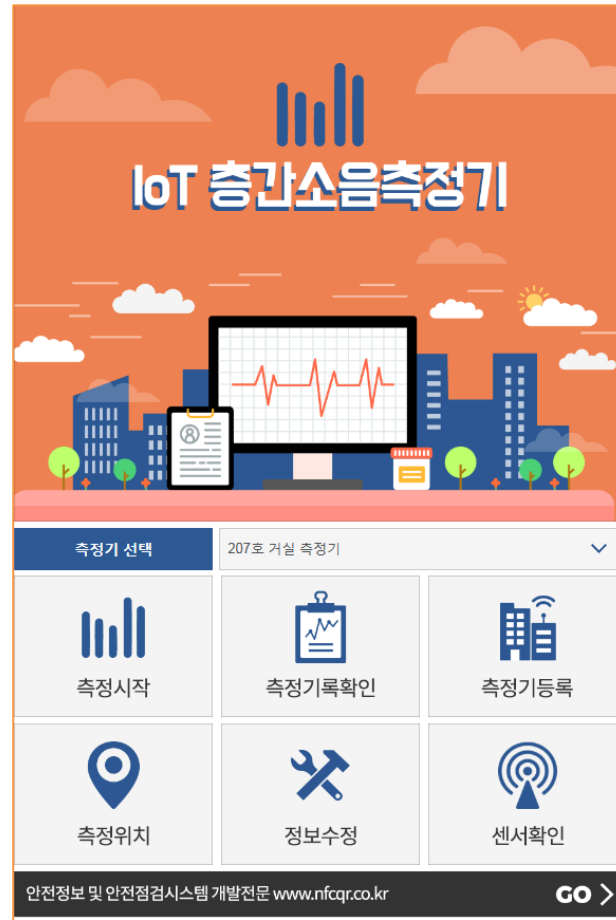 IoT 층간소음측정기
측정기 선택
207호 거실 측정기
측정시작
측정기록확인
측정기등록
측정위치
정보수정
센서확인
안전정보 및 안전점검시스템 개발전문 www.nfcqr.co.kr
GO